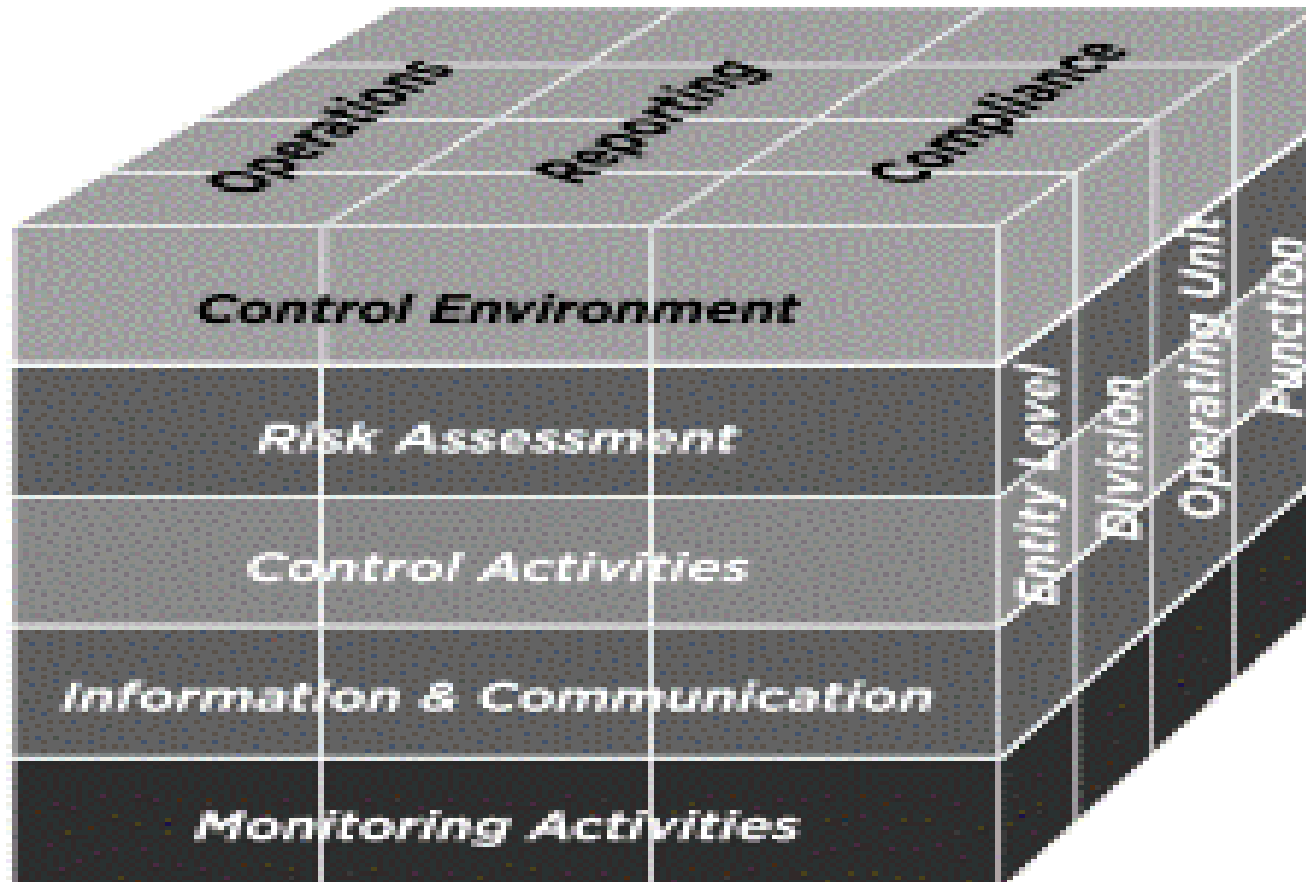 Operations
Reporting
Compliance
Control Environment
Risk Assessment
Control Activities
Information & Communication
Monitoring Activities
Entity Level
Division
Operating Unit
Function